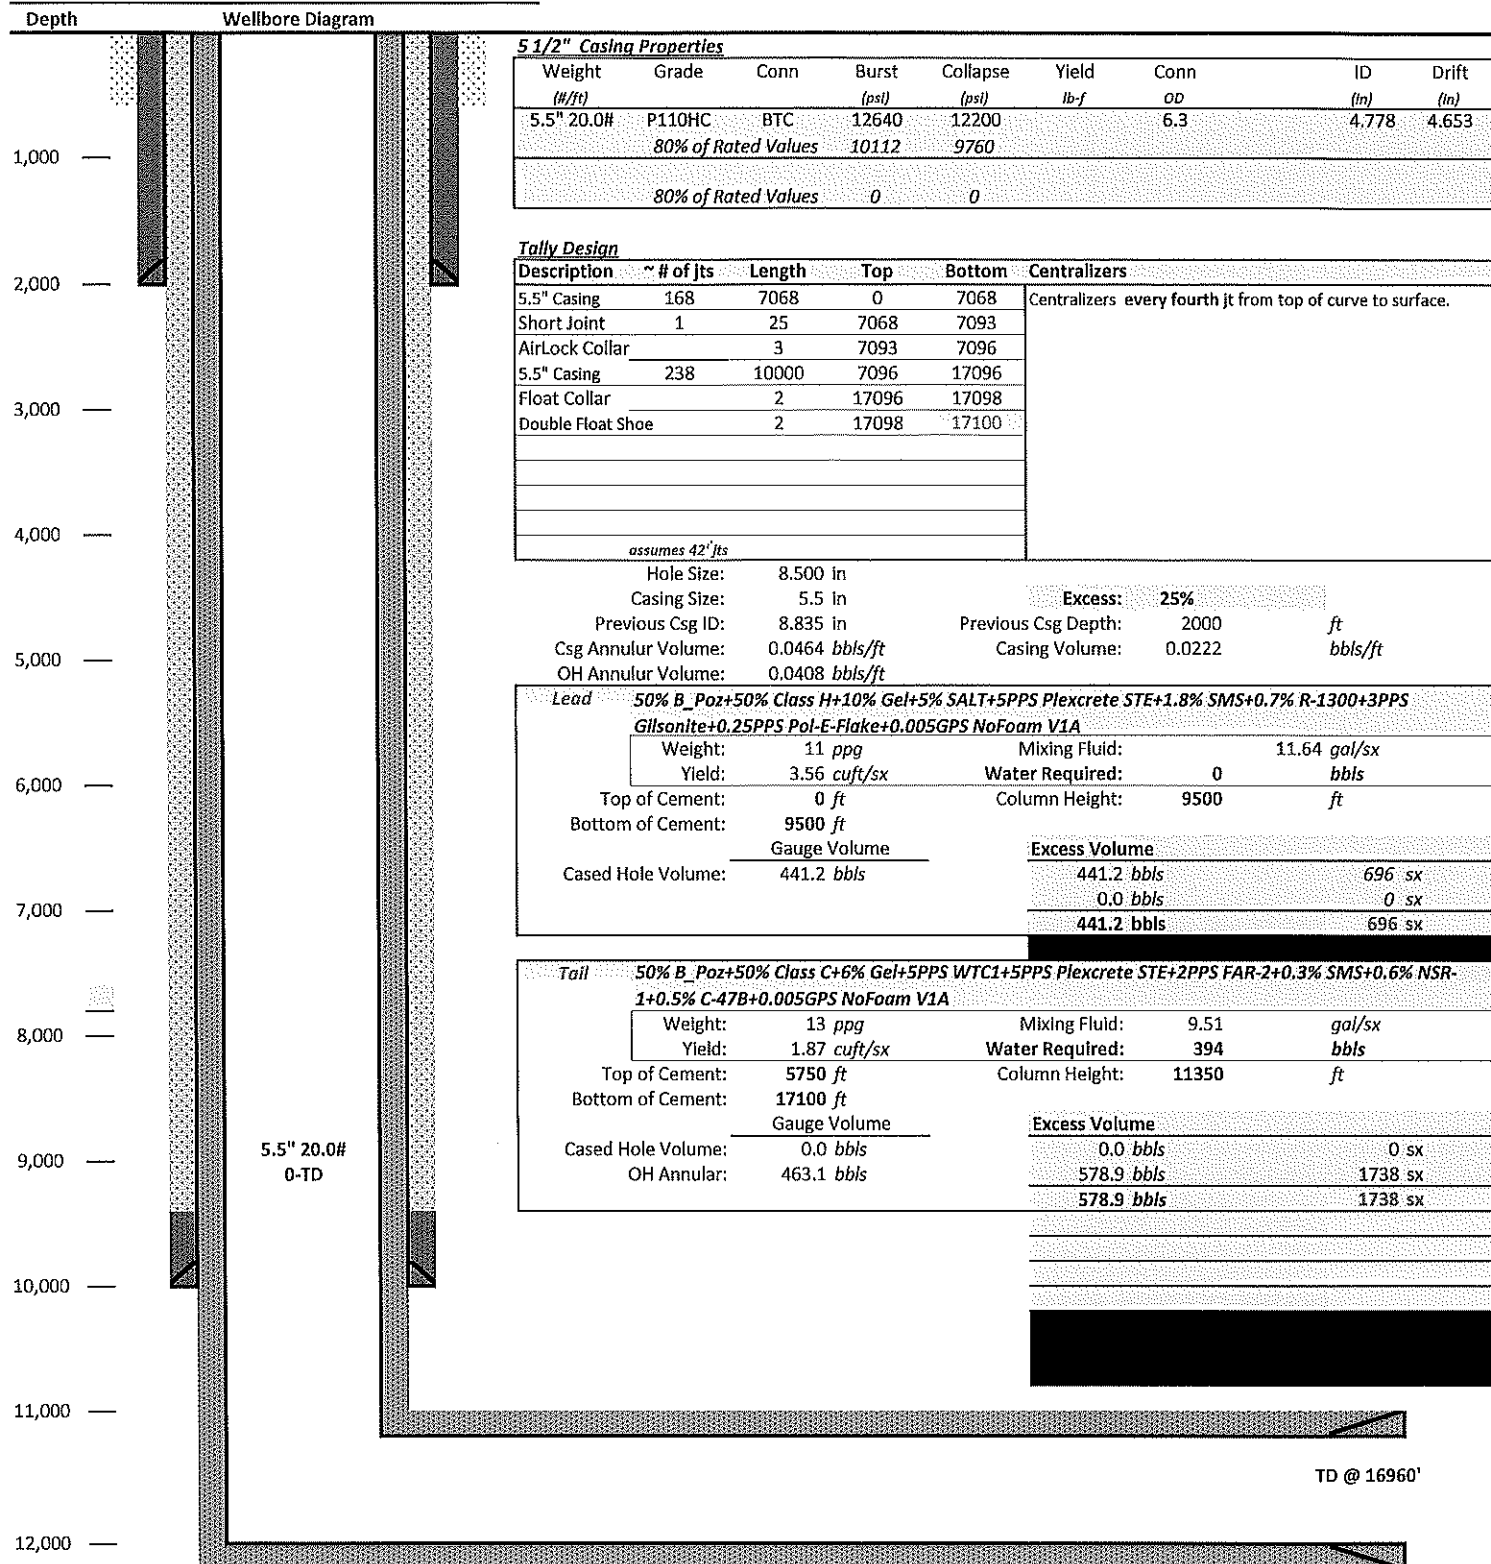 Depth Wellbore Diagram
5 1/2" Casing Properties
Weight Grade Conn Burst Collapse Yield Conn ID Drift
(#/ft) (psi) (psi) lb-f OD (in) (in)
5.5" 20.0# P110HC BTC 12640 12200 6.3 4.778 4.653
80% of Rated Values 10112 9760
80% of Rated Values 0 0
1,000
Tally Design
Description ~ # of jts Length Top Bottom Centralizers
2,000
5.5" Casing 168 7068 0 7068 Centralizers every fourth jt from top of curve to surface.
Short Joint 1 25 7068 7093
AirLock Collar 3 7093 7096
5.5" Casing 238 10000 7096 17096
Float Collar 2 17096 17098
3,000
Double Float Shoe 2 17098 17100
4,000
assumes 42' jts
Hole Size: 8.500 in
Casing Size: 5.5 in Excess: 25%
Previous Csg ID: 8.835 in Previous Csg Depth: 2000 ft
Csg Annulur Volume: 0.0464 bbls/ft Casing Volume: 0.0222 bbls/ft
5,000
OH Annulur Volume: 0.0408 bbls/ft
Lead 50% B_Poz+50% Class H+10% Gel+5% SALT+5PPS Plexcrete STE+1.8% SMS+0.7% R-1300+3PPS
Gilsonite+0.25PPS Pol-E-Flake+0.005GPS NoFoam V1A
Weight: 11 ppg Mixing Fluid: 11.64 gal/sx
Yield: 3.56 cuft/sx Water Required: 0 bbls
6,000
Top of Cement: 0 ft Column Height: 9500 ft
Bottom of Cement: 9500 ft
Gauge Volume Excess Volume
Cased Hole Volume: 441.2 bbls 441.2 bbls 696 sx
0.0 bbls 0 sx
7,000
441.2 bbls 696 sx
Tail 50% B_Poz+50% Class C+6% Gel+5PPS WTC1+5PPS Plexcrete STE+2PPS FAR-2+0.3% SMS+0.6% NSR-
1+0.5% C-47B+0.005GPS NoFoam V1A
Weight: 13 ppg Mixing Fluid: 9.51 gal/sx
8,000
Yield: 1.87 cuft/sx Water Required: 394 bbls
Top of Cement: 5750 ft Column Height: 11350 ft
Bottom of Cement: 17100 ft
Gauge Volume Excess Volume
Cased Hole Volume: 0.0 bbls 0.0 bbls 0 sx
9,000
5.5" 20.0#
0-TD
OH Annular: 463.1 bbls 578.9 bbls 1738 sx
578.9 bbls 1738 sx
10,000
11,000
TD @ 16960'
12,000